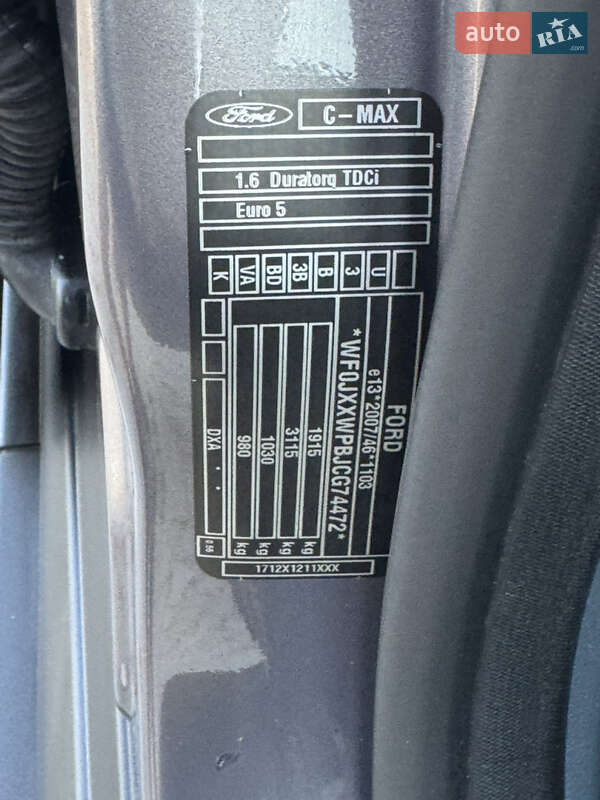 auto RIA .com
Ford C-MAX
1.6 Duratorq TDCi
Euro 5
K VA BD 3B B 3 U
FORD
e13*2007/46*1103
*WF0JXXWPBJCG74472*
1915 kg
3115 kg
1030 kg
980 kg
DXA . .
1712X1211XXX